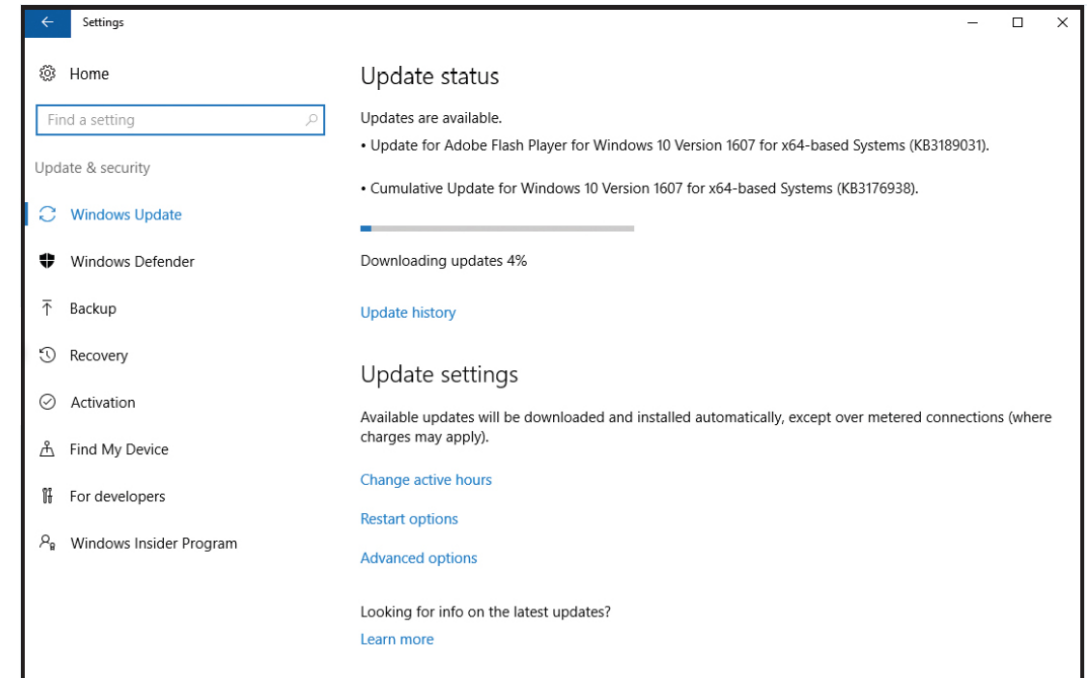 Settings
Home
Find a setting
Update & security
Windows Update
Windows Defender
Backup
Recovery
Activation
Find My Device
For developers
Windows Insider Program
Update status
Updates are available.
• Update for Adobe Flash Player for Windows 10 Version 1607 for x64-based Systems (KB3189031).
• Cumulative Update for Windows 10 Version 1607 for x64-based Systems (KB3176938).
Downloading updates 4%
Update history
Update settings
Available updates will be downloaded and installed automatically, except over metered connections (where
charges may apply).
Change active hours
Restart options
Advanced options
Looking for info on the latest updates?
Learn more